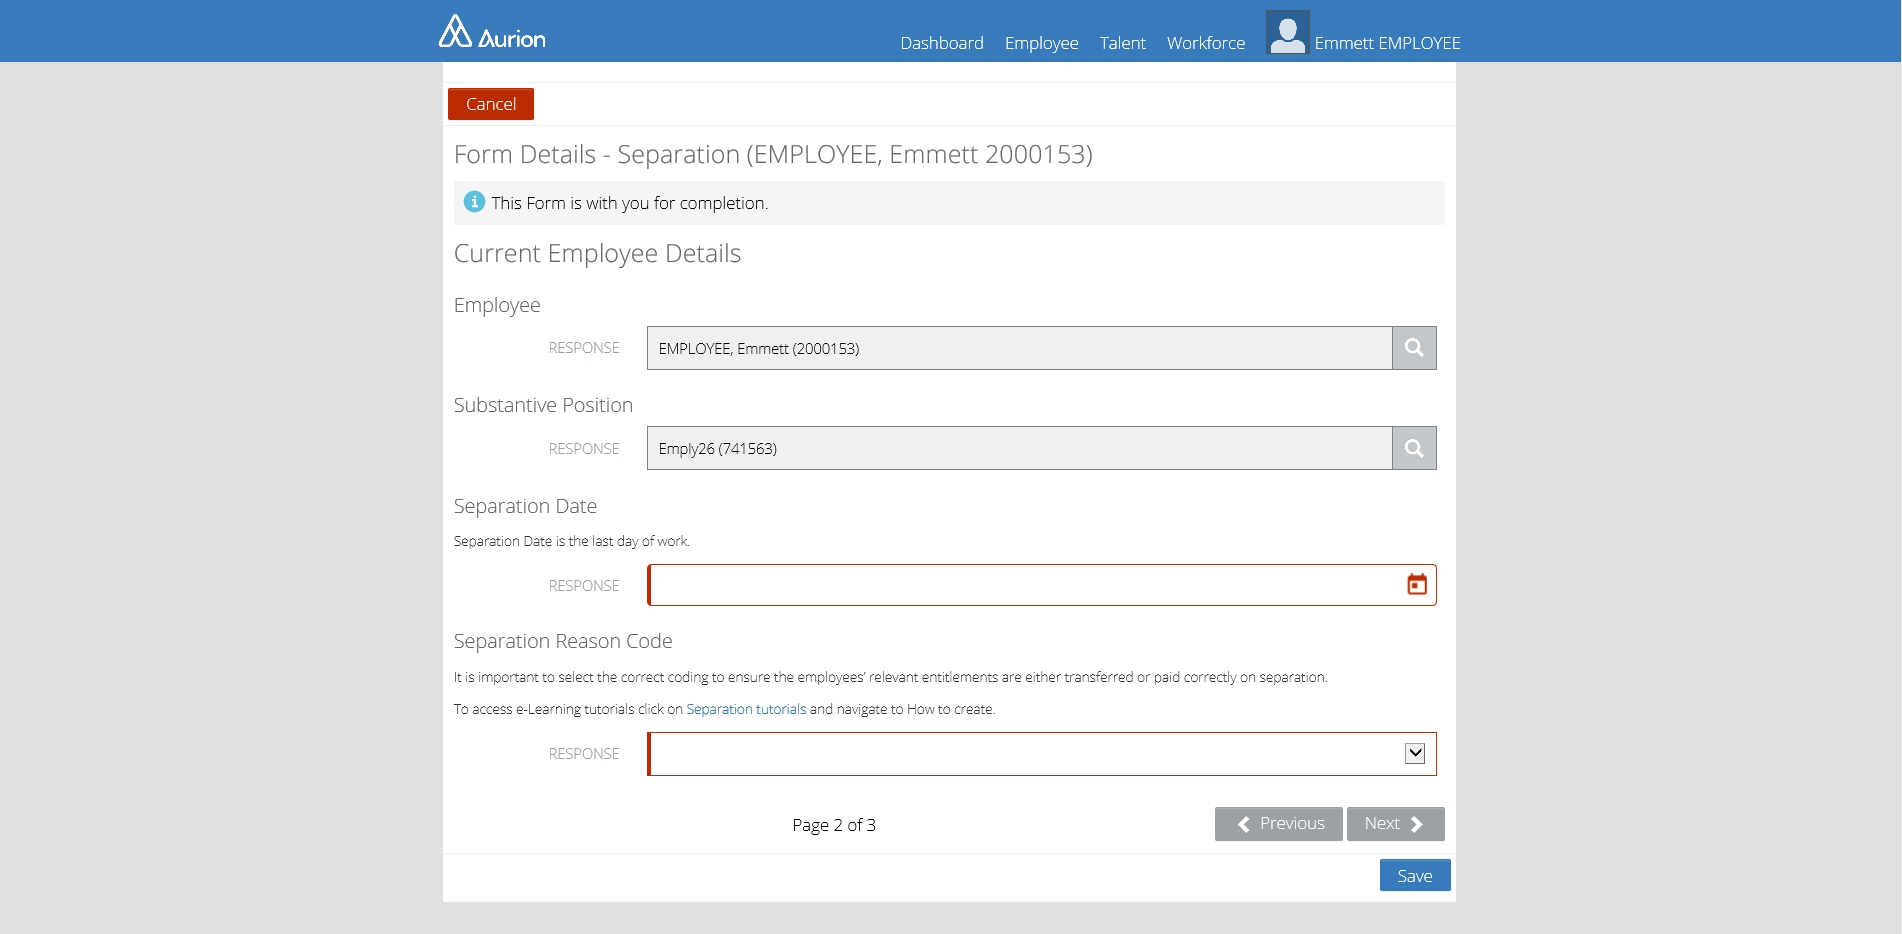 Aurion
Dashboard Employee Talent Workforce Emmett EMPLOYEE
Cancel
Form Details - Separation (EMPLOYEE, Emmett 2000153)
This Form is with you for completion.
Current Employee Details
Employee
RESPONSE EMPLOYEE, Emmett (2000153)
Substantive Position
RESPONSE Emply26 (741563)
Separation Date
Separation Date is the last day of work.
RESPONSE
Separation Reason Code
It is important to select the correct coding to ensure the employees’ relevant entitlements are either transferred or paid correctly on separation.
To access e-Learning tutorials click on Separation tutorials and navigate to How to create.
RESPONSE
Page 2 of 3 Previous Next
Save